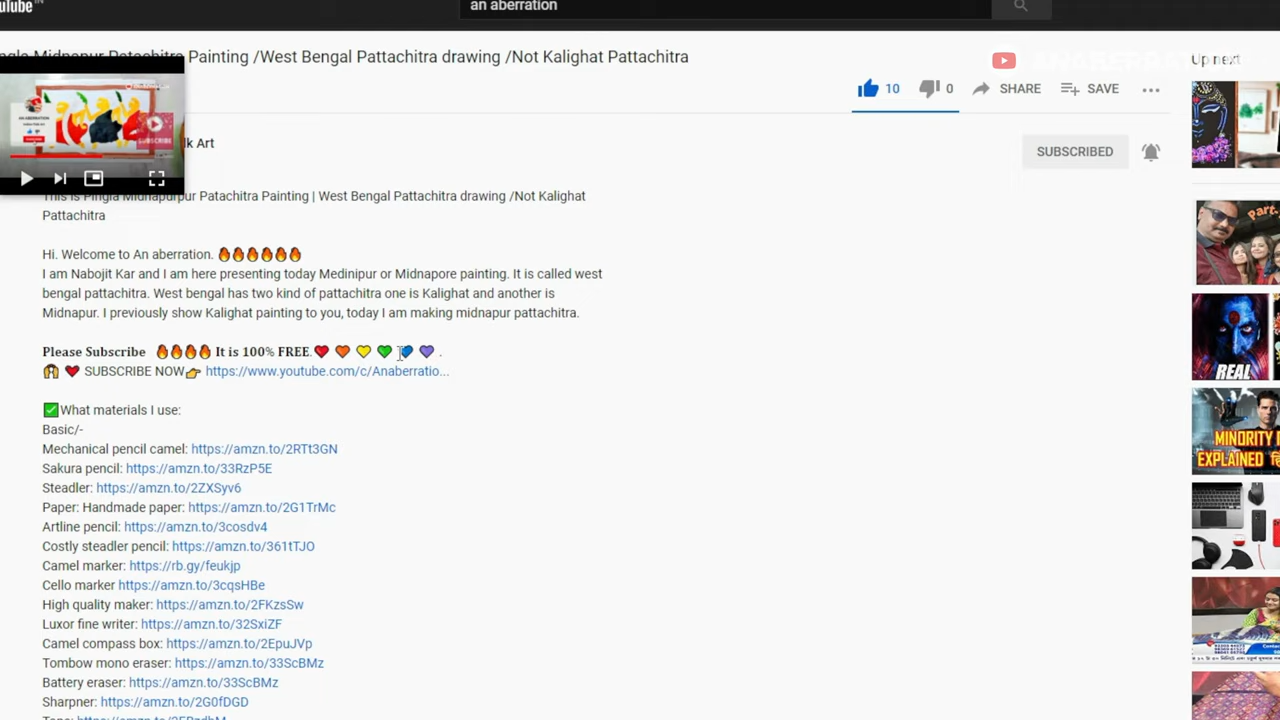 ouTube IN
an aberration
ngla Midnapur Patachitra Painting /West Bengal Pattachitra drawing /Not Kalighat Pattachitra
ANABERRATION
Up next
10
0
SHARE
SAVE
AN ABERRATION
SUBSCRIBE
lk Art
SUBSCRIBED
This is Pingla Midnapurpur Patachitra Painting | West Bengal Pattachitra drawing /Not Kalighat
Pattachitra
Hi. Welcome to An aberration. 🔥🔥🔥🔥🔥🔥
I am Nabojit Kar and I am here presenting today Medinipur or Midnapore painting. It is called west
bengal pattachitra. West bengal has two kind of pattachitra one is Kalighat and another is
Midnapur. I previously show Kalighat painting to you, today I am making midnapur pattachitra.
Please Subscribe 🔥🔥🔥🔥 It is 100% FREE.❤️🧡💛💚💙💜 .
SUBSCRIBE NOW👉 https://www.youtube.com/c/Anaberratio...
✅What materials I use:
Basic/-
Mechanical pencil camel: https://amzn.to/2RTt3GN
Sakura pencil: https://amzn.to/33RzP5E
Steadler: https://amzn.to/2ZXSyv6
Paper: Handmade paper: https://amzn.to/2G1TrMc
Artline pencil: https://amzn.to/3cosdv4
Costly steadler pencil: https://amzn.to/361tTJO
Camel marker: https://rb.gy/feukjp
Cello marker https://amzn.to/3cqsHBe
High quality maker: https://amzn.to/2FKzsSw
Luxor fine writer: https://amzn.to/32SxiZF
Camel compass box: https://amzn.to/2EpuJVp
Tombow mono eraser: https://amzn.to/33ScBMz
Battery eraser: https://amzn.to/33ScBMz
Sharpner: https://amzn.to/2G0fDGD
Part-
REAL
MINORITY
EXPLAINED हि